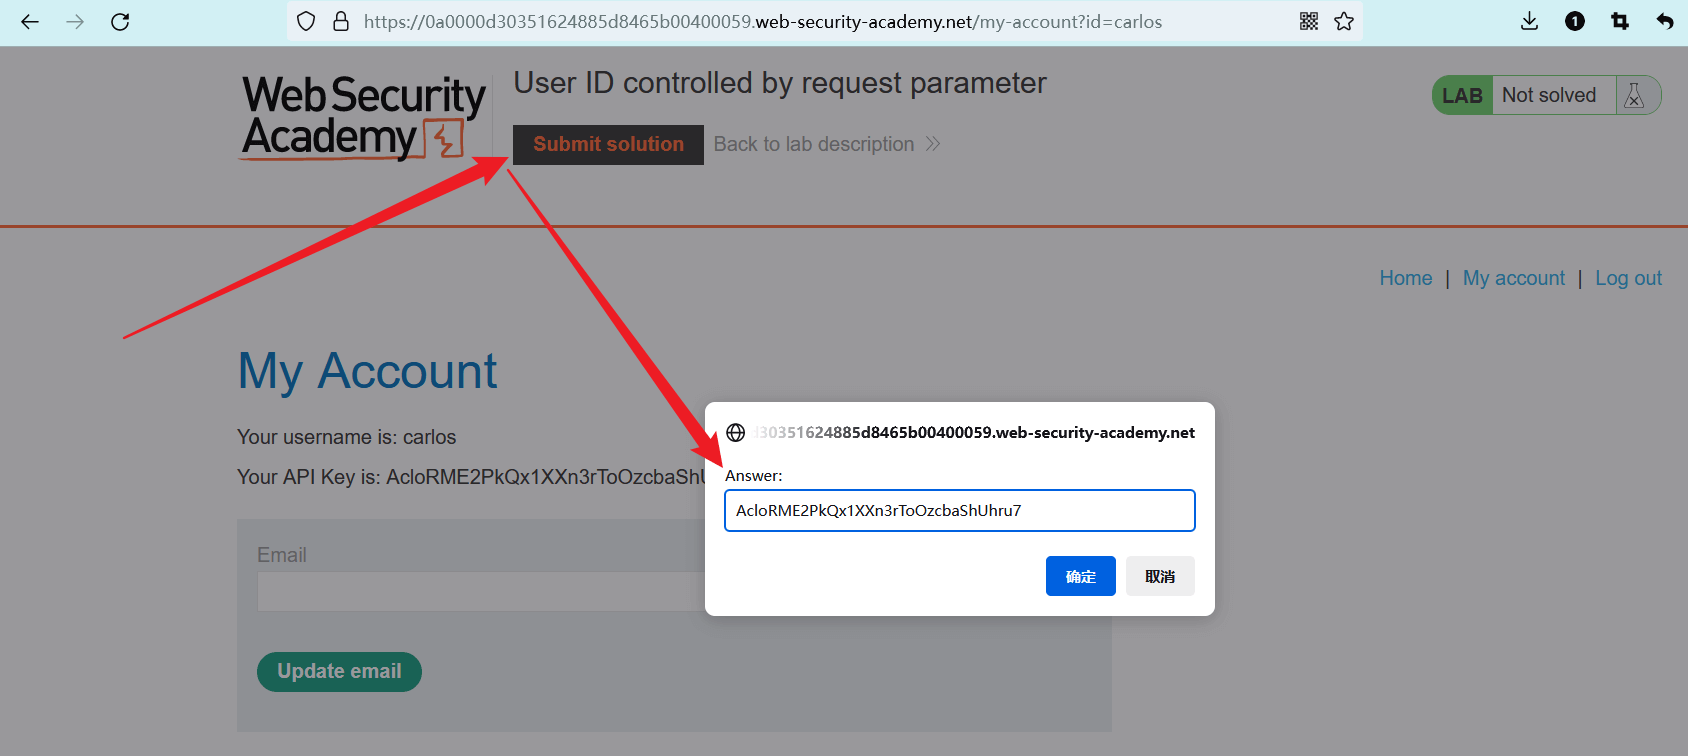 https://0a0000d30351624885d8465b00400059.web-security-academy.net/my-account?id=carlos
1
Web Security
Academy
User ID controlled by request parameter
Submit solution
Back to lab description
LAB
Not solved
Home | My account | Log out
My Account
Your username is: carlos
Your API Key is: AcloRME2PkQx1XXn3rToOzcbaShU
Email
Update email
d30351624885d8465b00400059.web-security-academy.net
Answer:
AcloRME2PkQx1XXn3rToOzcbaShUhru7
确定
取消